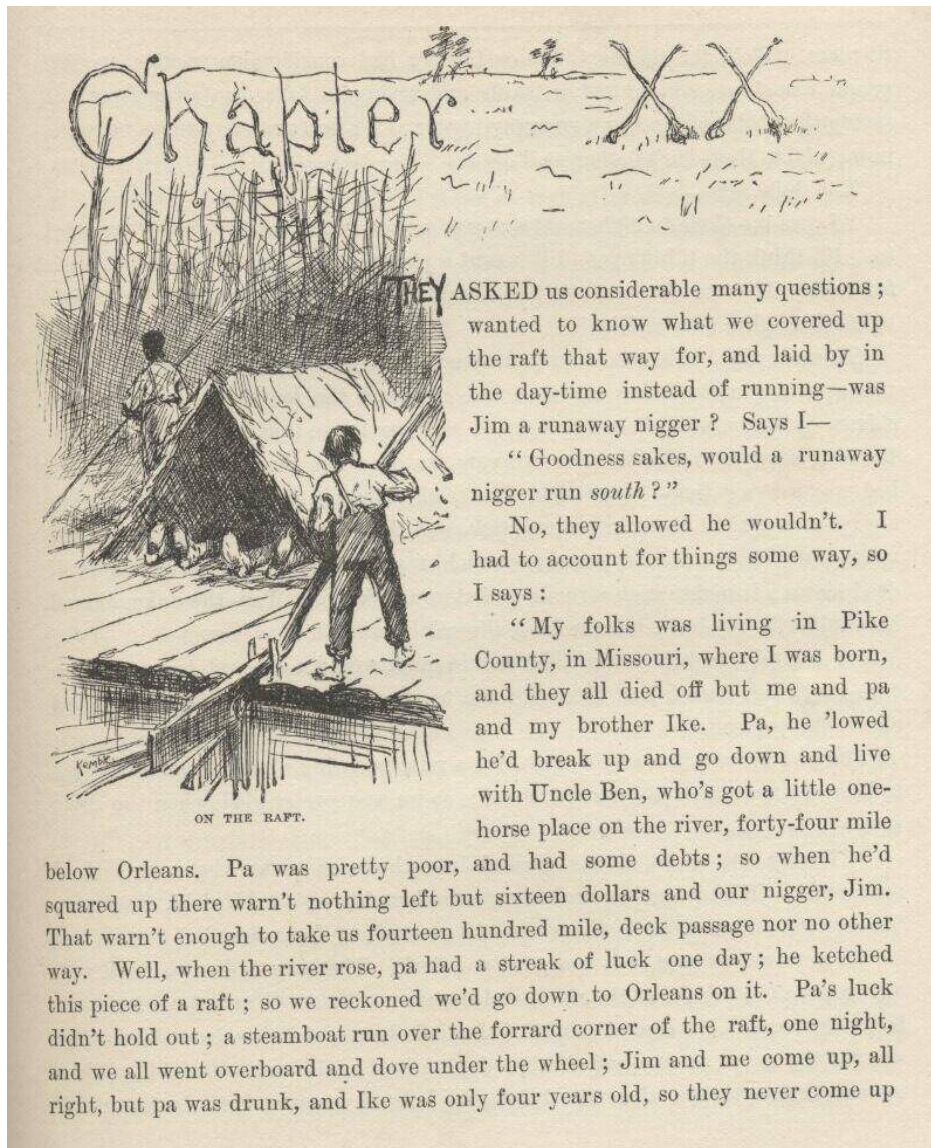 Chapter XX
THEY ASKED us considerable many questions ;
wanted to know what we covered up
the raft that way for, and laid by in
the day-time instead of running—was
Jim a runaway nigger ? Says I—
“ Goodness sakes, would a runaway
nigger run south ? ”
No, they allowed he wouldn't. I
had to account for things some way, so
I says :
“ My folks was living in Pike
County, in Missouri, where I was born,
and they all died off but me and pa
and my brother Ike. Pa, he ’lowed
he’d break up and go down and live
with Uncle Ben, who’s got a little one-
horse place on the river, forty-four mile
Kemble
ON THE RAFT.
below Orleans. Pa was pretty poor, and had some debts ; so when he’d
squared up there warn’t nothing left but sixteen dollars and our nigger, Jim.
That warn’t enough to take us fourteen hundred mile, deck passage nor no other
way. Well, when the river rose, pa had a streak of luck one day ; he ketched
this piece of a raft ; so we reckoned we’d go down to Orleans on it. Pa’s luck
didn’t hold out ; a steamboat run over the forrard corner of the raft, one night,
and we all went overboard and dove under the wheel ; Jim and me come up, all
right, but pa was drunk, and Ike was only four years old, so they never come up